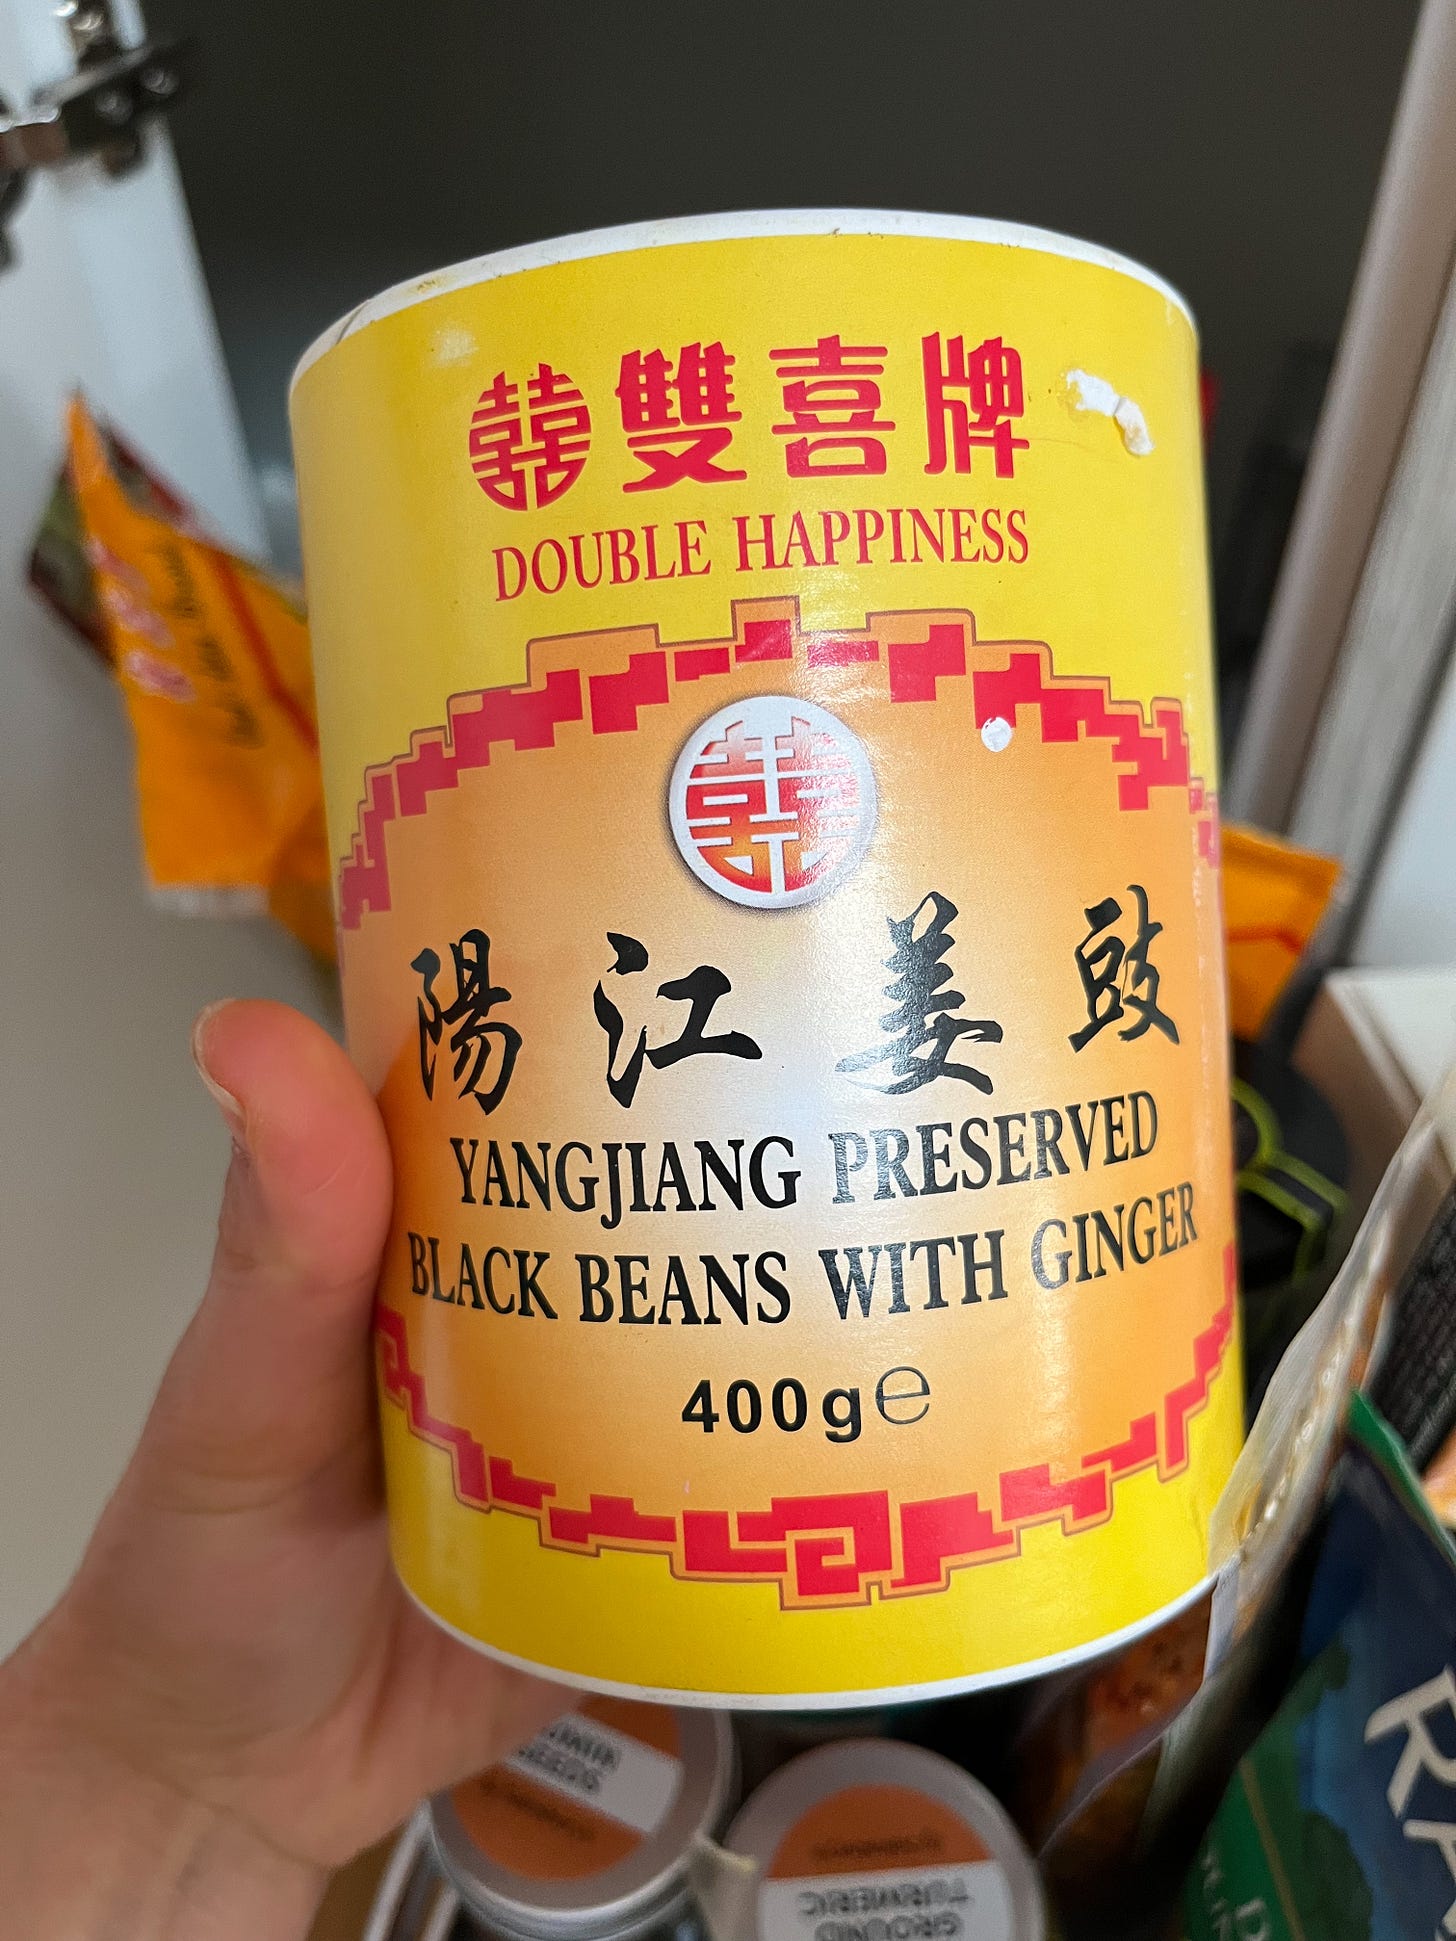 囍雙喜牌
DOUBLE HAPPINESS
囍
陽江姜豉
YANGJIANG PRESERVED
BLACK BEANS WITH GINGER
400g℮
GROUND
TURMERIC